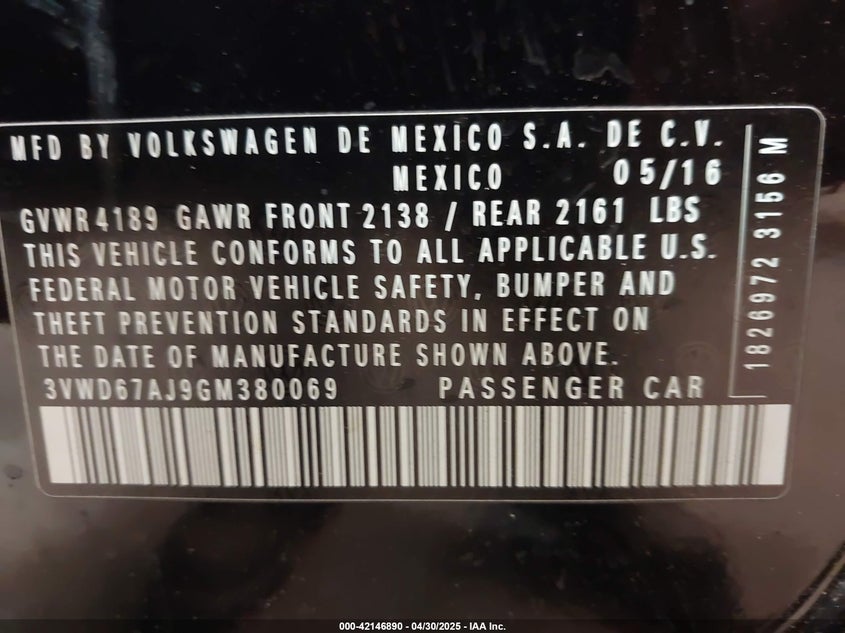 MFD BY VOLKSWAGEN DE MEXICO S.A. DE C.V.
MEXICO 05/16
GVWR 4189 GAWR FRONT 2138 / REAR 2161 LBS
THIS VEHICLE CONFORMS TO ALL APPLICABLE U.S.
FEDERAL MOTOR VEHICLE SAFETY, BUMPER AND
THEFT PREVENTION STANDARDS IN EFFECT ON
THE DATE OF MANUFACTURE SHOWN ABOVE.
3VWD67AJ9GM380069 PASSENGER CAR
1826972 3156 M
000-42146890 - 04/30/2025 - IAA Inc.